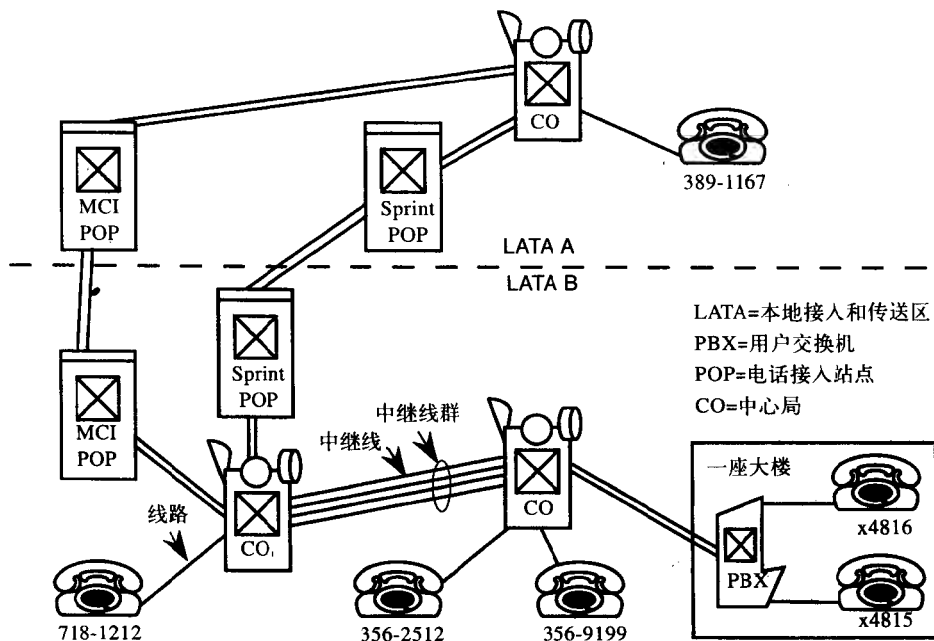 CO
389-1167
MCI
POP
Sprint
POP
LATA A
LATA B
LATA=本地接入和传送区
PBX=用户交换机
POP=电话接入站点
CO=中心局
Sprint
POP
MCI
POP
中继线群
中继线
CO
CO
线路
一座大楼
x4816
PBX
x4815
718-1212
356-2512
356-9199